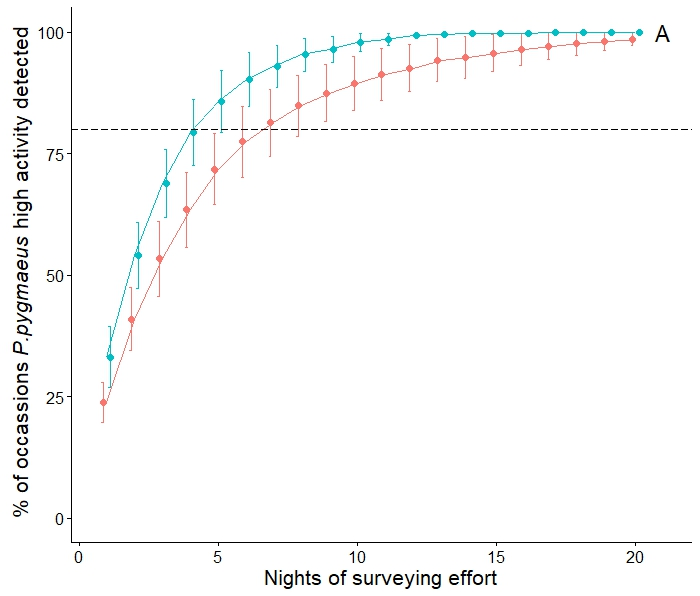 A
% of occassions P.pygmaeus high activity detected
100
75
50
25
0
0 5 10 15 20
Nights of surveying effort